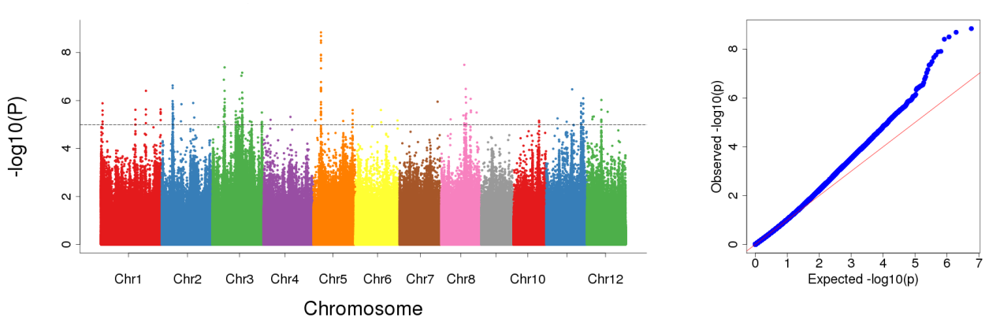 -log10(P)
8
6
4
2
0
Chr1 Chr2 Chr3 Chr4 Chr5 Chr6 Chr7 Chr8 Chr10 Chr12
Chromosome
Observed -log10(p)
8
6
4
2
0
0 1 2 3 4 5 6 7
Expected -log10(p)